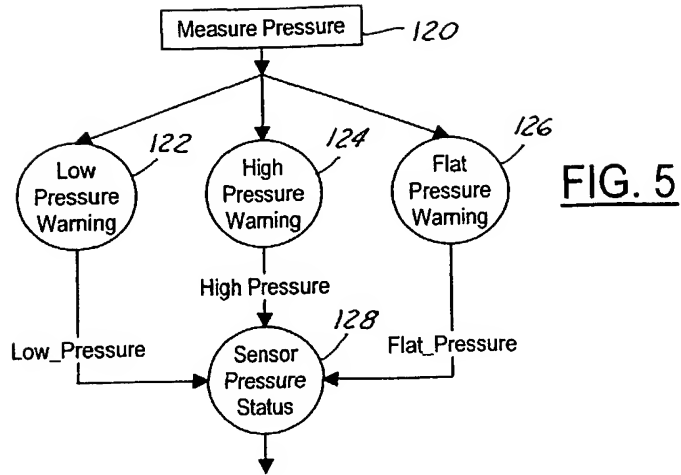 Measure Pressure
120
122
124
126
Low
Pressure
Warning
High
Pressure
Warning
Flat
Pressure
Warning
FIG. 5
High Pressure
128
Low_Pressure
Flat_Pressure
Sensor
Pressure
Status